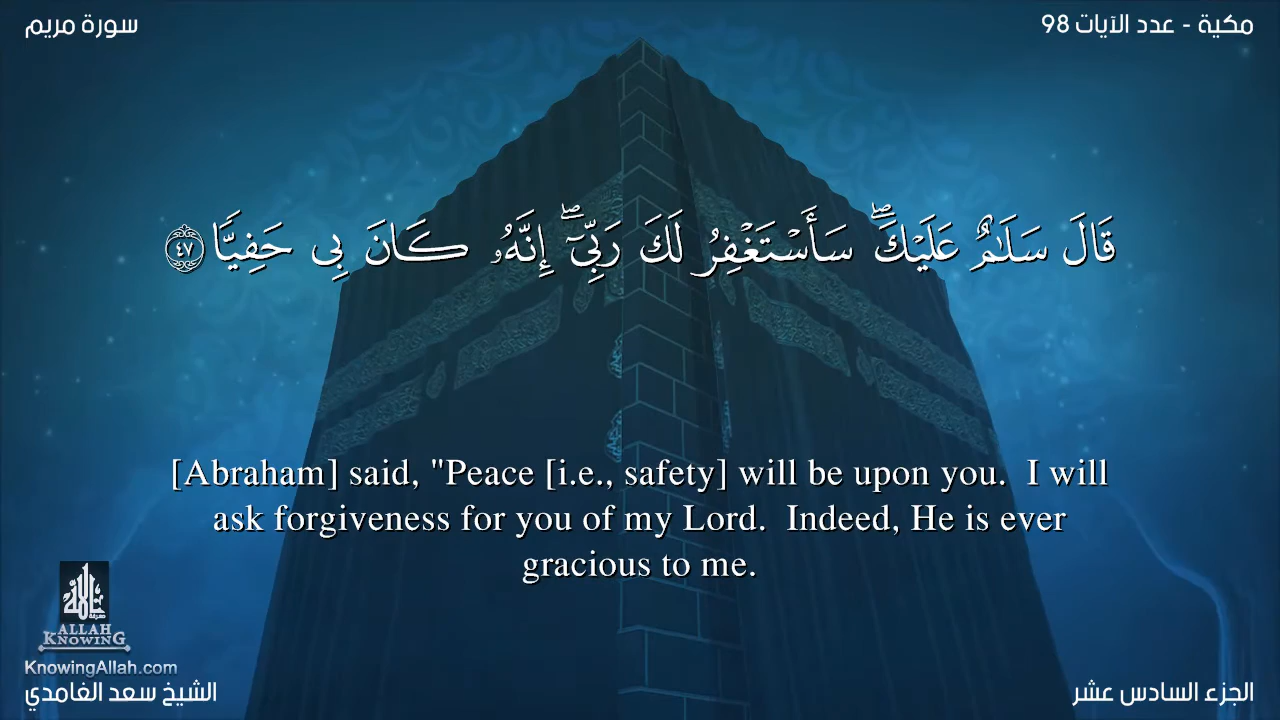 سورة مريم
مكية - عدد الآيات 98
قَالَ سَلَـٰمٌ عَلَيْكَ ۖ سَأَسْتَغْفِرُ لَكَ رَبِّىٓ ۖ إِنَّهُۥ كَانَ بِى حَفِيًّا ٤٧
[Abraham] said, "Peace [i.e., safety] will be upon you.  I will
ask forgiveness for you of my Lord.  Indeed, He is ever
gracious to me.
ALLAH
KNOWING
KnowingAllah.com
الشيخ سعد الغامدي
الجزء السادس عشر